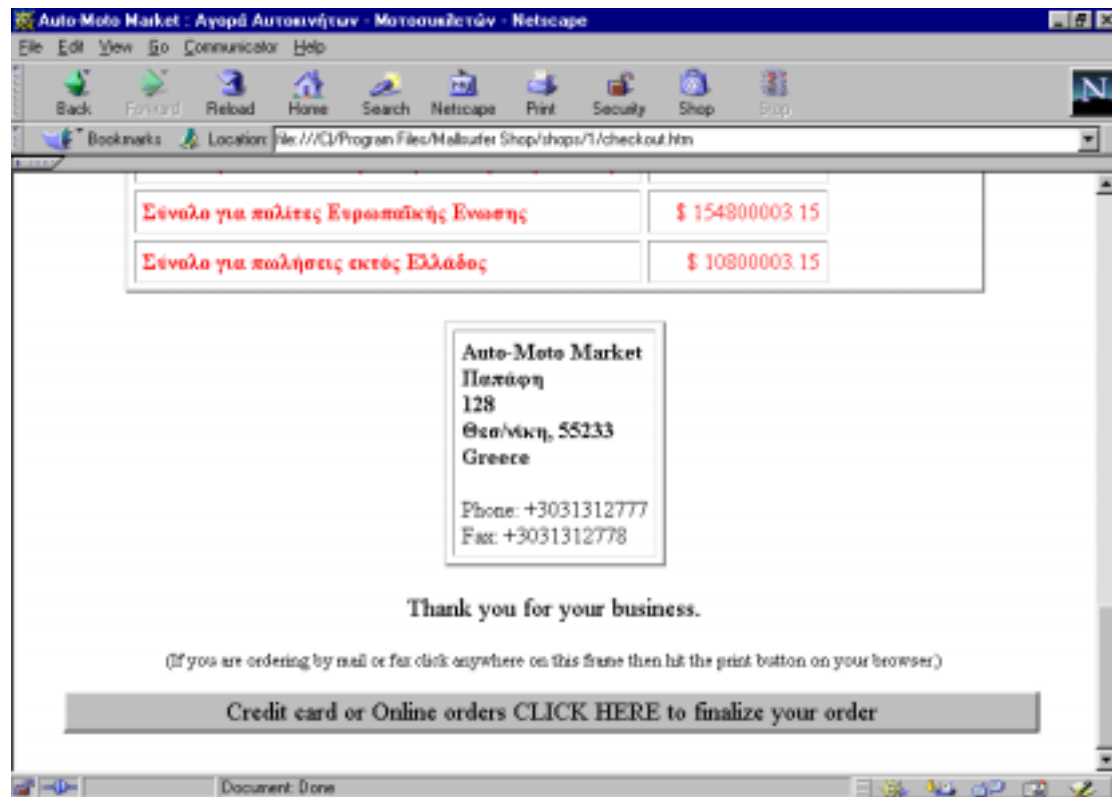 Auto-Moto Market : Αγορά Αυτοκινήτων - Μοτοσυκλετών - Netscape
File Edit View Go Communicator Help
Back Forward Reload Home Search Netscape Print Security Shop Stop
Bookmarks Location: file:///C|/Program Files/Mallsurfer Shop/shops/1/checkout.htm
Σύνολο για πολίτες Ευρωπαϊκής Ενωσης $ 154800003.15
Σύνολο για πωλήσεις εκτός Ελλάδος $ 10800003.15
Auto-Moto Market
Παπάφη
128
Θεσ/νίκη, 55233
Greece
Phone: +3031312777
Fax: +3031312778
Thank you for your business.
(If you are ordering by mail or fax click anywhere on this frame then hit the print button on your browser)
Credit card or Online orders CLICK HERE to finalize your order
Document: Done